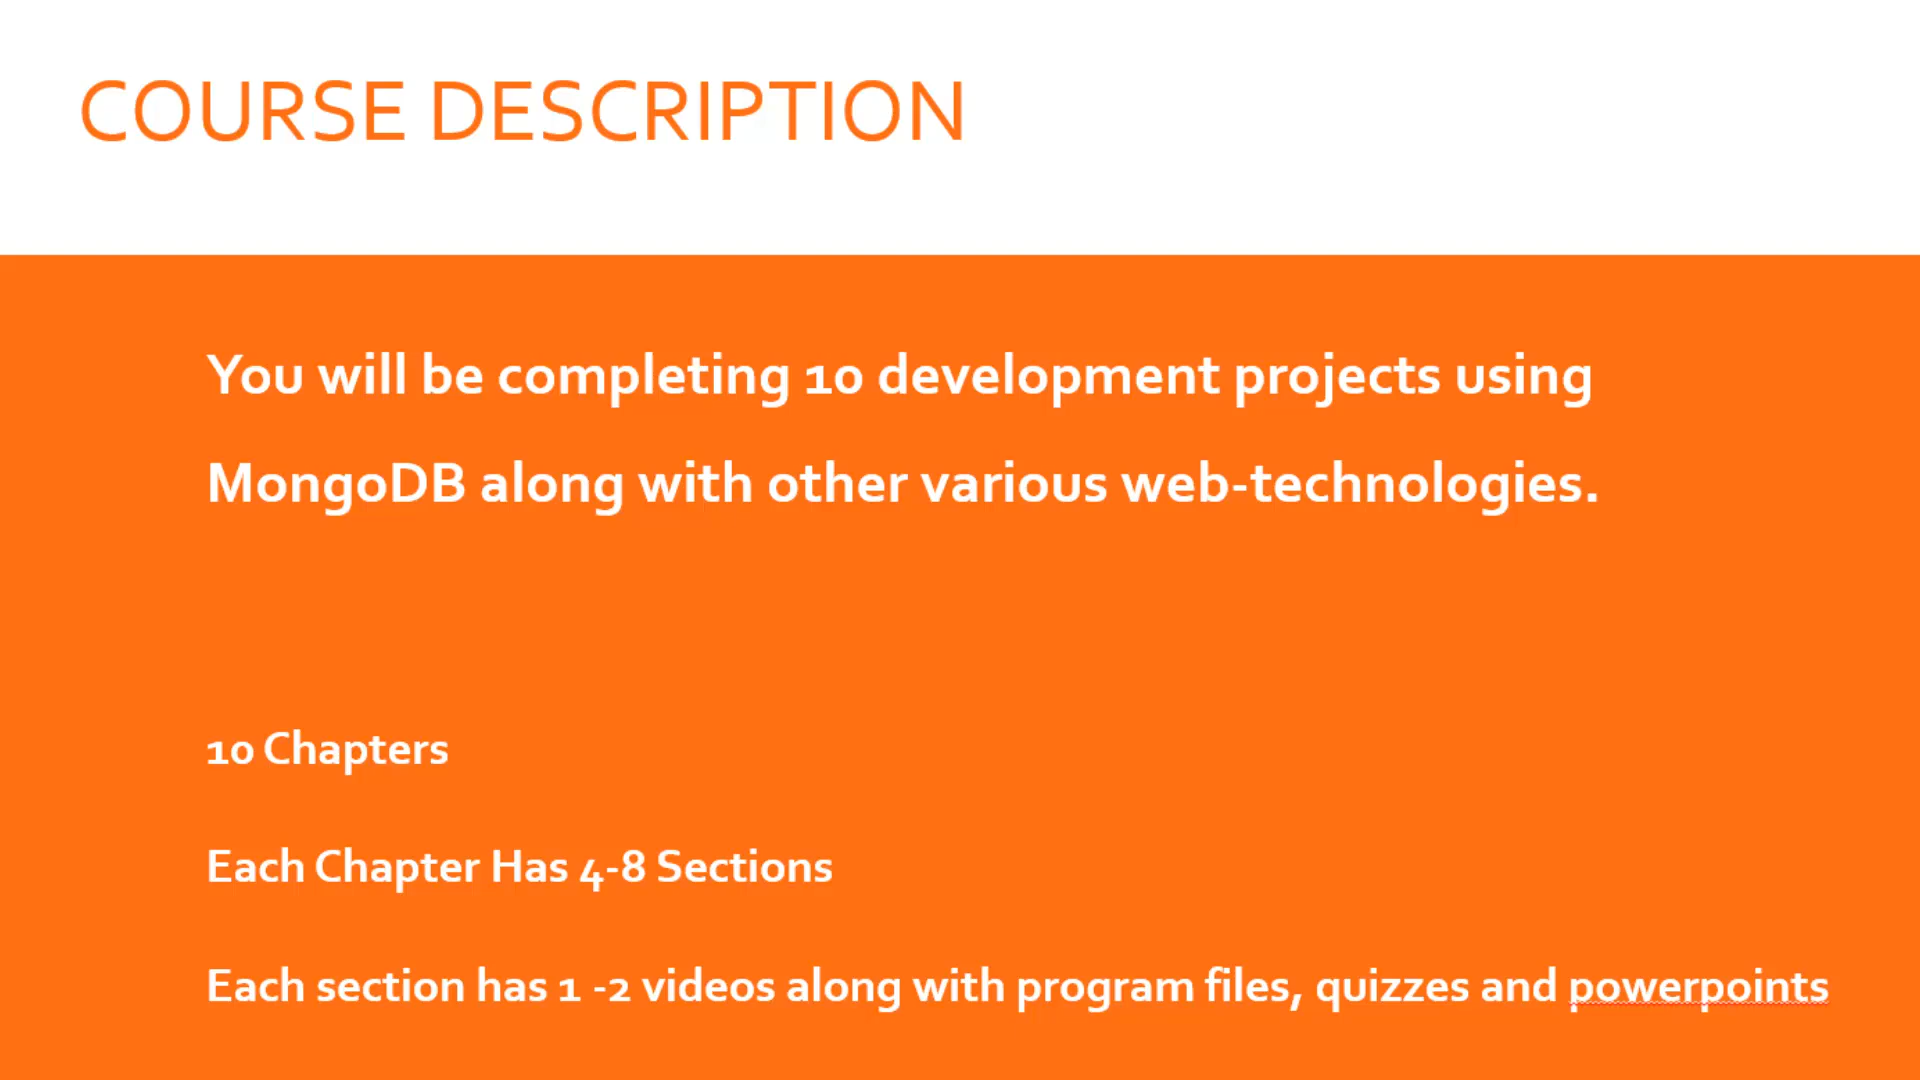 COURSE DESCRIPTION
You will be completing 10 development projects using
MongoDB along with other various web-technologies.
10 Chapters
Each Chapter Has 4-8 Sections
Each section has 1 -2 videos along with program files, quizzes and powerpoints